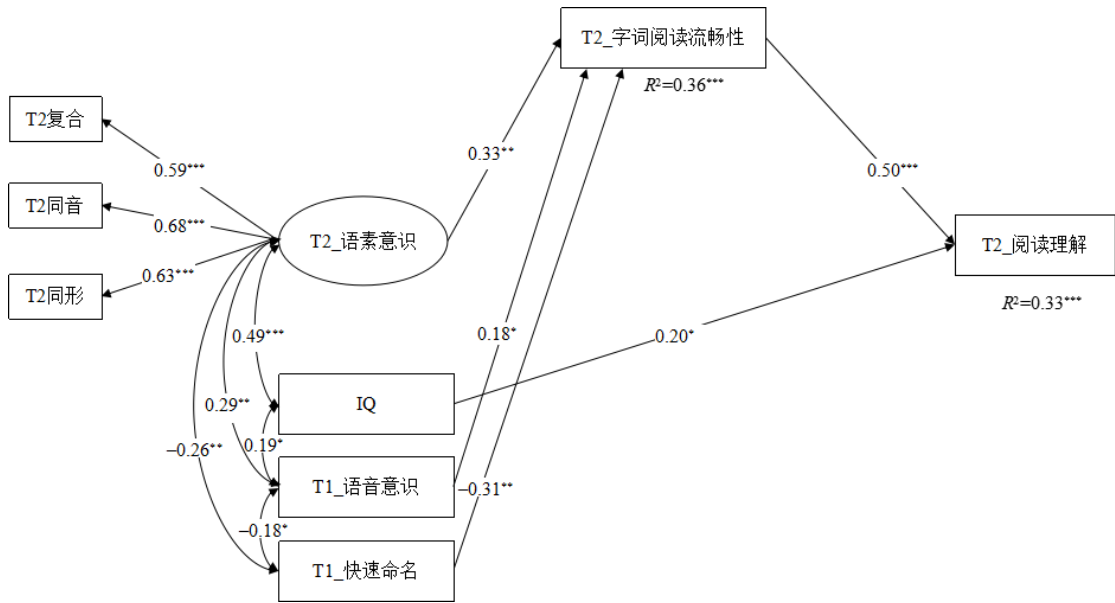 T2_字词阅读流畅性
R²=0.36***
T2复合
0.59***
0.33**
0.50***
T2同音
0.68***
T2_语素意识
T2_阅读理解
0.63***
T2同形
R²=0.33***
0.49***
0.18*
0.20*
IQ
0.29**
−0.26**
0.19*
T1_语音意识
−0.31**
−0.18*
T1_快速命名